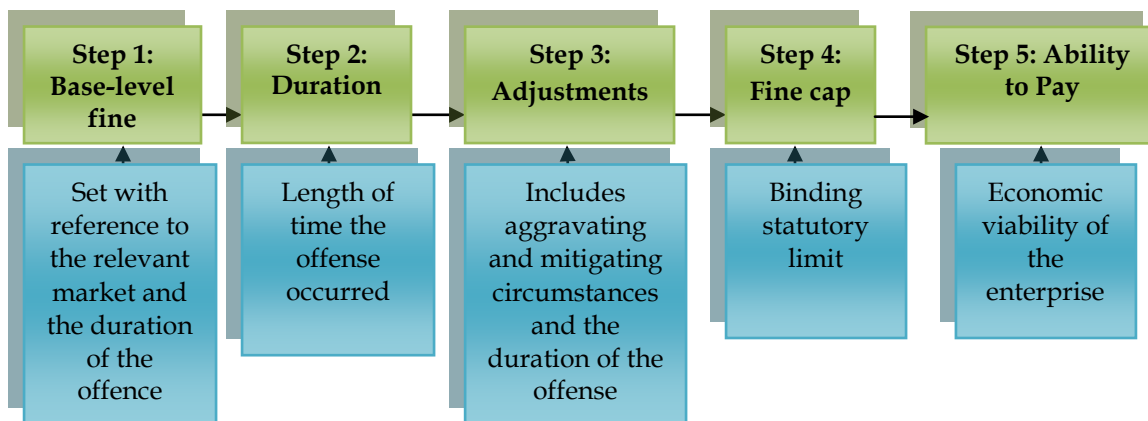 Step 1:
Base-level
fine
Step 2:
Duration
Step 3:
Adjustments
Step 4:
Fine cap
Step 5: Ability
to Pay
Set with
reference to
the relevant
market and
the duration
of the
offence
Length of
time the
offense
occurred
Includes
aggravating
and mitigating
circumstances
and the
duration of the
offense
Binding
statutory
limit
Economic
viability of
the
enterprise